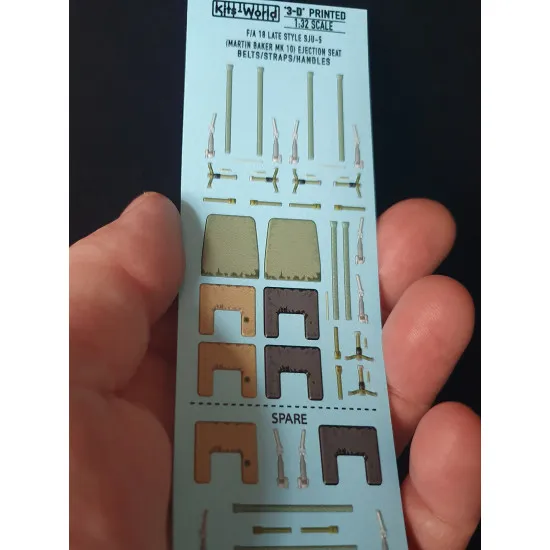 Kits World
'3-D' PRINTED
1:32 SCALE
F/A 18 LATE STYLE SJU-5
(MARTIN BAKER MK 10) EJECTION SEAT
BELTS/STRAPS/HANDLES
SPARE